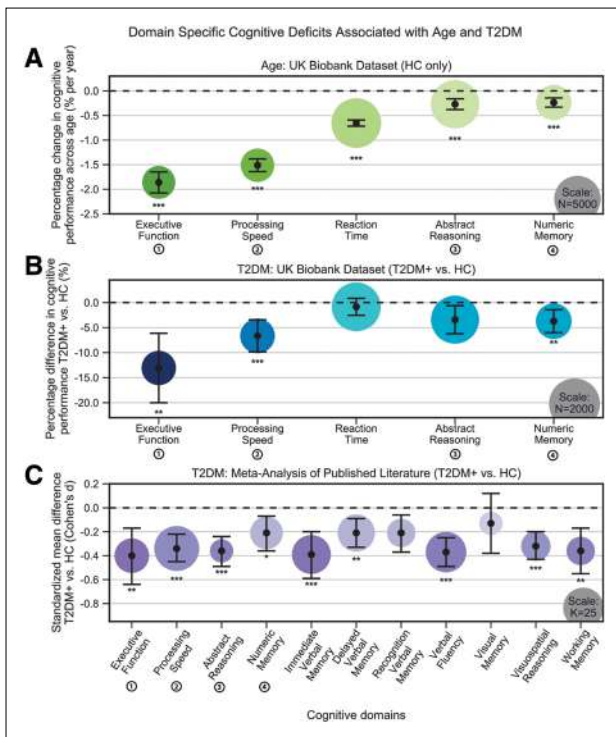 Domain Specific Cognitive Deficits Associated with Age and T2DM
A
Age: UK Biobank Dataset (HC only)
Percentage change in cognitive
performance across age (% per year)
0.0
-0.5
-1.0
-1.5
-2.0
-2.5
***
***
***
***
***
Scale:
N=5000
Executive
Function
①
Processing
Speed
②
Reaction
Time
Abstract
Reasoning
③
Numeric
Memory
④
B
T2DM: UK Biobank Dataset (T2DM+ vs. HC)
Percentage difference in cognitive
performance T2DM+ vs. HC (%)
0.0
-5.0
-10.0
-15.0
-20.0
**
***
**
Scale:
N=2000
Executive
Function
①
Processing
Speed
②
Reaction
Time
Abstract
Reasoning
③
Numeric
Memory
④
C
T2DM: Meta-Analysis of Published Literature (T2DM+ vs. HC)
Standardized mean difference
T2DM+ vs. HC (Cohen's d)
0.2
0.0
-0.2
-0.4
-0.6
-0.8
**
***
***
*
***
**
***
***
**
Scale:
K=25
Executive
Function
①
Processing
Speed
②
Abstract
Reasoning
③
Numeric
Memory
④
Immediate
Verbal Memory
Delayed
Verbal Memory
Recognition
Verbal Memory
Verbal
Fluency
Visual
Memory
Visuospatial
Reasoning
Working
Memory
Cognitive domains